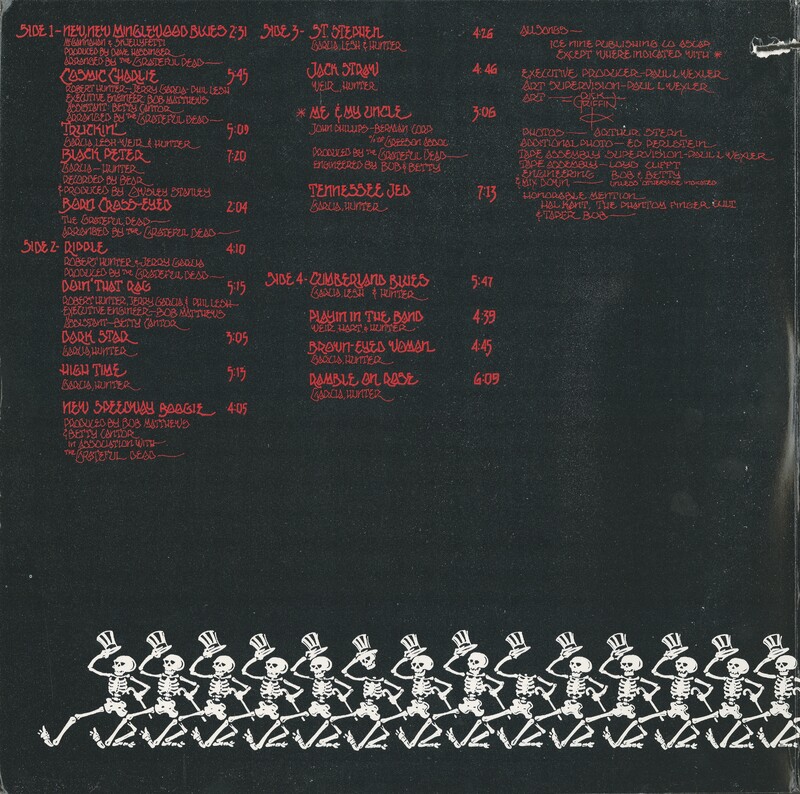 SIDE 1 - NEW, NEW MINGLEWOOD BLUES 2:31
MCGANNAHAN & SKJELLYFETTI
PRODUCED BY DAVE HASSINGER
ARRANGED BY THE GRATEFUL DEAD
COSMIC CHARLIE 5:45
ROBERT HUNTER - JERRY GARCIA - PHIL LESH
EXECUTIVE ENGINEER BOB MATTHEWS
ASSISTANT - BETTY CANTOR
ARRANGED BY THE GRATEFUL DEAD
TRUCKIN' 5:09
GARCIA LESH - WEIR & HUNTER
BLACK PETER 7:20
GARCIA - HUNTER
RECORDED BY BEAR
& PRODUCED BY OWSLEY STANLEY
BORN CROSS-EYED 2:04
THE GRATEFUL DEAD
ARRANGED BY THE GRATEFUL DEAD
SIDE 2 - RIPPLE 4:10
ROBERT HUNTER & JERRY GARCIA
PRODUCED BY THE GRATEFUL DEAD
DOIN' THAT RAG 5:15
ROBERT HUNTER, JERRY GARCIA & PHIL LESH
EXECUTIVE ENGINEER - BOB MATTHEWS
ASSISTANT - BETTY CANTOR
DARK STAR 3:05
GARCIA, HUNTER
HIGH TIME 5:15
GARCIA, HUNTER
NEW SPEEDWAY BOOGIE 4:05
PRODUCED BY BOB MATTHEWS
& BETTY CANTOR
IN ASSOCIATION WITH
THE GRATEFUL DEAD
SIDE 3 - ST. STEPHEN 4:26
GARCIA, LESH & HUNTER
JACK STRAW 4:46
WEIR, HUNTER
* ME & MY UNCLE 3:06
JOHN PHILLIPS - BERMAN CORP
PRODUCED BY THE GRATEFUL DEAD
ENGINEERED BY BOB & BETTY
TENNESSEE JED 7:13
GARCIA, HUNTER
SIDE 4 - CUMBERLAND BLUES 5:47
GARCIA, LESH & HUNTER
PLAYIN IN THE BAND 4:39
WEIR, HART & HUNTER
BROWN-EYED WOMAN 4:45
GARCIA, HUNTER
RAMBLE ON ROSE 6:09
GARCIA, HUNTER
ALL SONGS
ICE NINE PUBLISHING CO ASCAP
EXCEPT WHERE INDICATED WITH *
EXECUTIVE PRODUCER - PAUL L WEXLER
ART SUPERVISION - PAUL L WEXLER
ART - RICK GRIFFIN
PHOTOS - ARTHUR STERN
ADDITIONAL PHOTO - ED PERLSTEIN
TAPE ASSEMBLY SUPERVISION - PAUL L WEXLER
TAPE ASSEMBLY - LOYD CLIFFT
ENGINEERING BOB & BETTY
& MIX DOWN UNLESS OTHERWISE INDICATED
HONORABLE MENTION
HAL KANT, THE PHANTOM FINGER CULT
& TAPER BOB